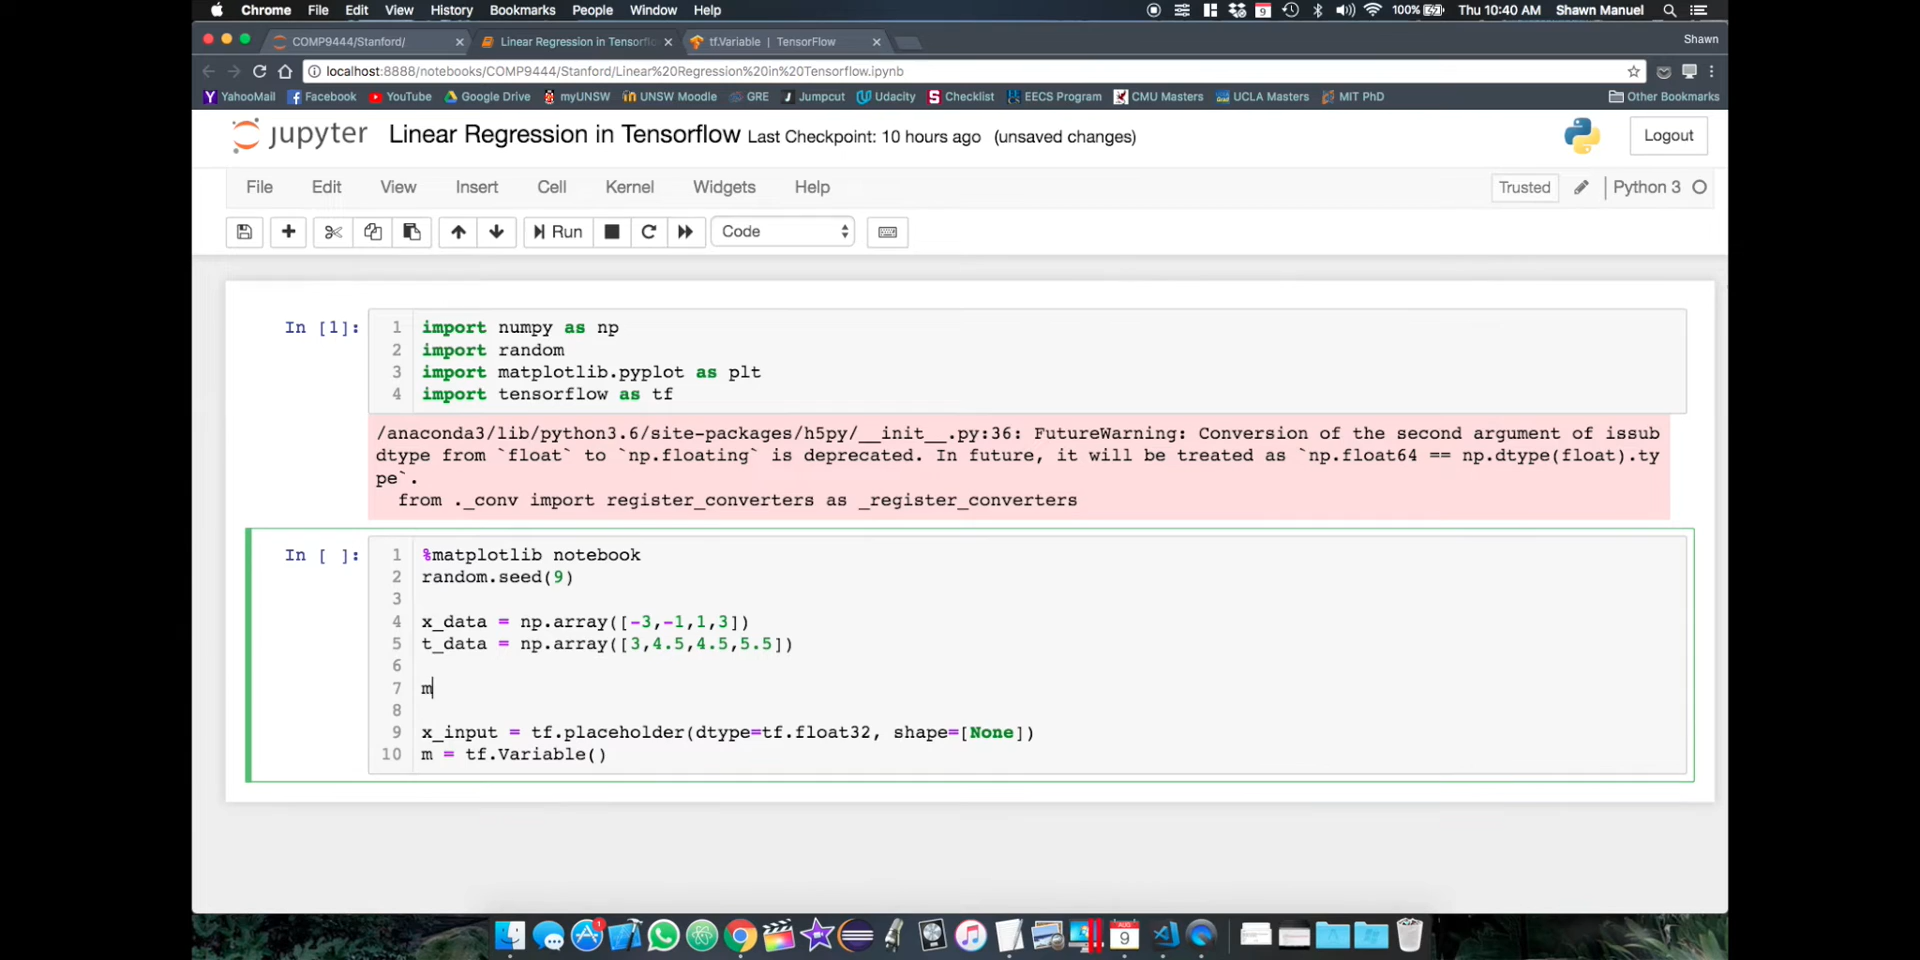 Chrome File Edit View History Bookmarks People Window Help 9 100% Thu 10:40 AM Shawn Manuel
COMP9444/Stanford/ Linear Regression in Tensorflo tf.Variable | TensorFlow Shawn
localhost:8888/notebooks/COMP9444/Stanford/Linear%20Regression%20in%20Tensorflow.ipynb
YahooMail Facebook YouTube Google Drive myUNSW UNSW Moodle GRE Jumpcut Udacity Checklist EECS Program CMU Masters UCLA Masters MIT PhD Other Bookmarks
jupyter Linear Regression in Tensorflow Last Checkpoint: 10 hours ago (unsaved changes) Logout
File Edit View Insert Cell Kernel Widgets Help Trusted Python 3
Run Code
In [1]: 1 import numpy as np
2 import random
3 import matplotlib.pyplot as plt
4 import tensorflow as tf
/anaconda3/lib/python3.6/site-packages/h5py/__init__.py:36: FutureWarning: Conversion of the second argument of issub
dtype from `float` to `np.floating` is deprecated. In future, it will be treated as `np.float64 == np.dtype(float).ty
pe`.
from ._conv import register_converters as _register_converters
In [ ]: 1 %matplotlib notebook
2 random.seed(9)
3
4 x_data = np.array([-3,-1,1,3])
5 t_data = np.array([3,4.5,4.5,5.5])
6
7 m
8
9 x_input = tf.placeholder(dtype=tf.float32, shape=[None])
10 m = tf.Variable()
1 AUG 9